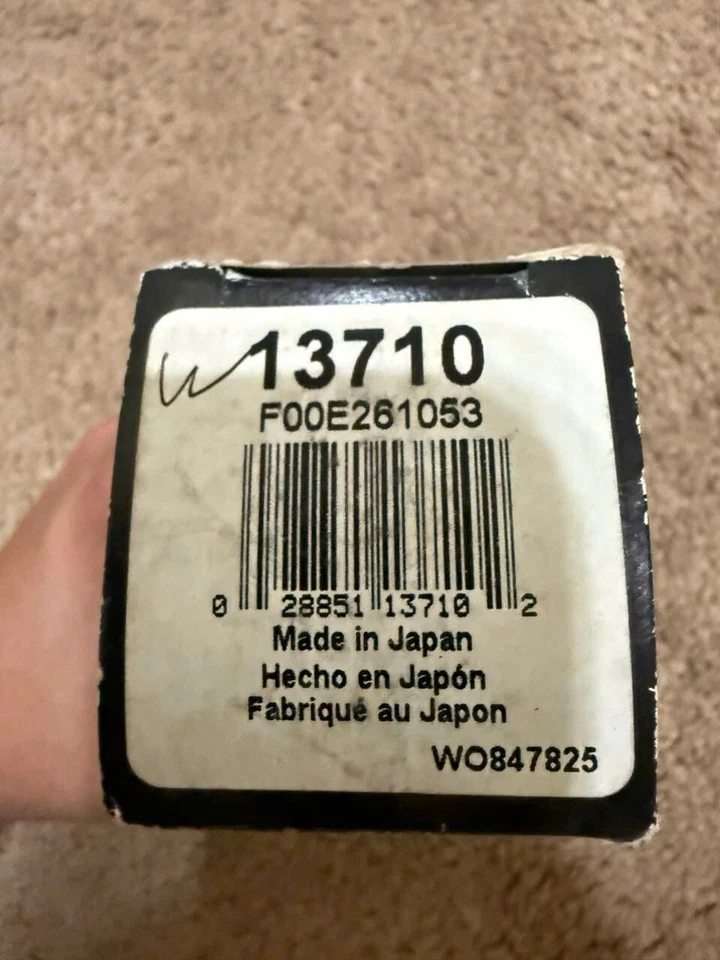 13710
F00E261053
0 28851 13710 2
Made in Japan
Hecho en Japón
Fabriqué au Japon
WO847825